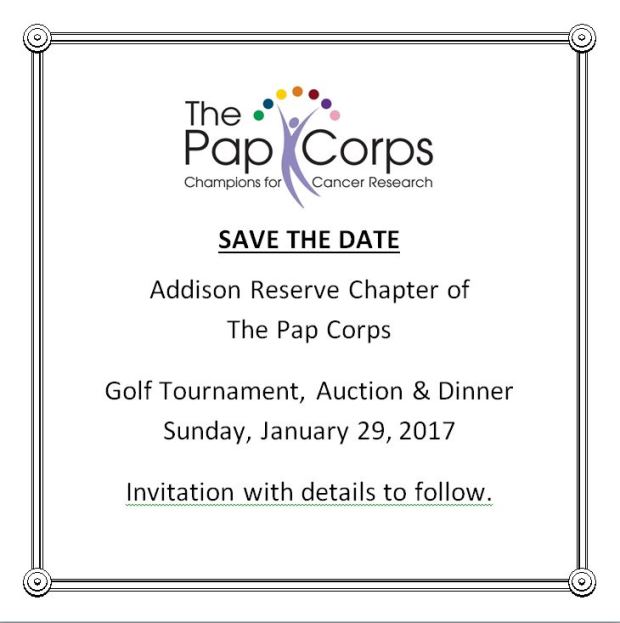 The
Pap Corps
Champions for Cancer Research
SAVE THE DATE
Addison Reserve Chapter of
The Pap Corps
Golf Tournament, Auction & Dinner
Sunday, January 29, 2017
Invitation with details to follow.